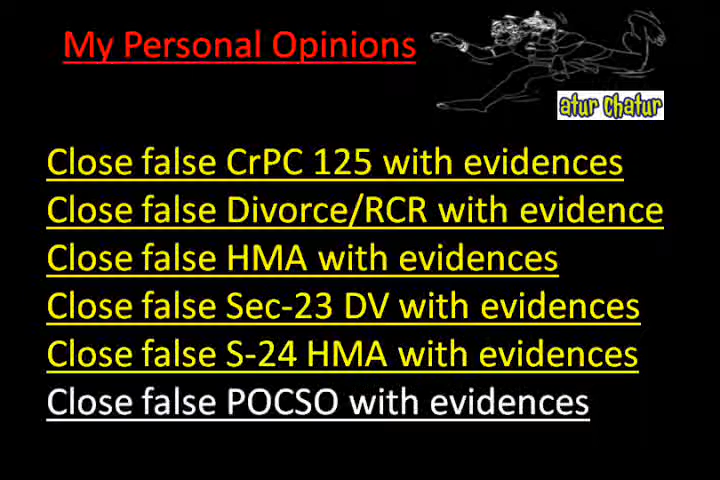 My Personal Opinions
atur Chatur
Close false CrPC 125 with evidences
Close false Divorce/RCR with evidence
Close false HMA with evidences
Close false Sec-23 DV with evidences
Close false S-24 HMA with evidences
Close false POCSO with evidences